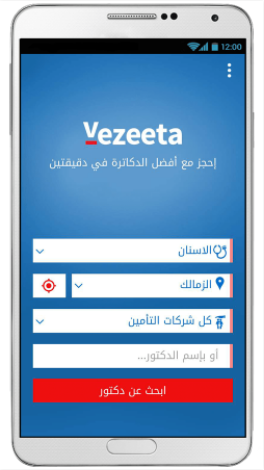 12:00
Vezeeta
إحجز مع أفضل الدكاترة في دقيقتين
الاسنان
الزمالك
كل شركات التأمين
أو بإسم الدكتور...
ابحث عن دكتور